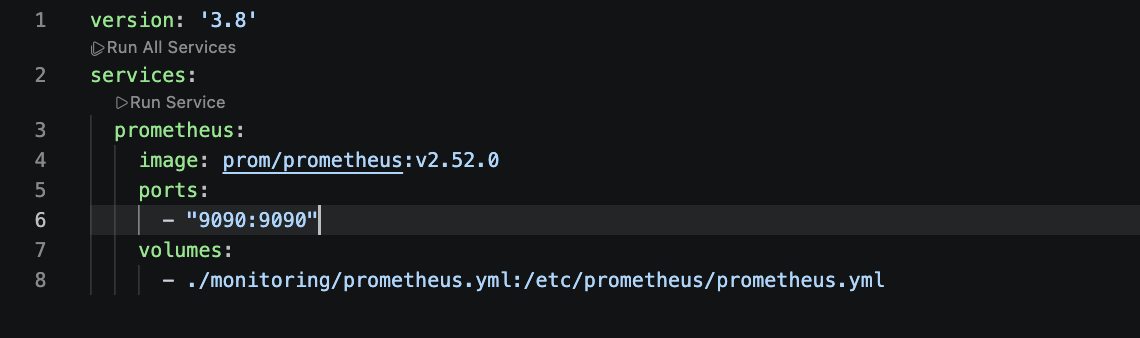 1 version: '3.8'
Run All Services
2 services:
Run Service
3 prometheus:
4 image: prom/prometheus:v2.52.0
5 ports:
6 - "9090:9090"
7 volumes:
8 - ./monitoring/prometheus.yml:/etc/prometheus/prometheus.yml